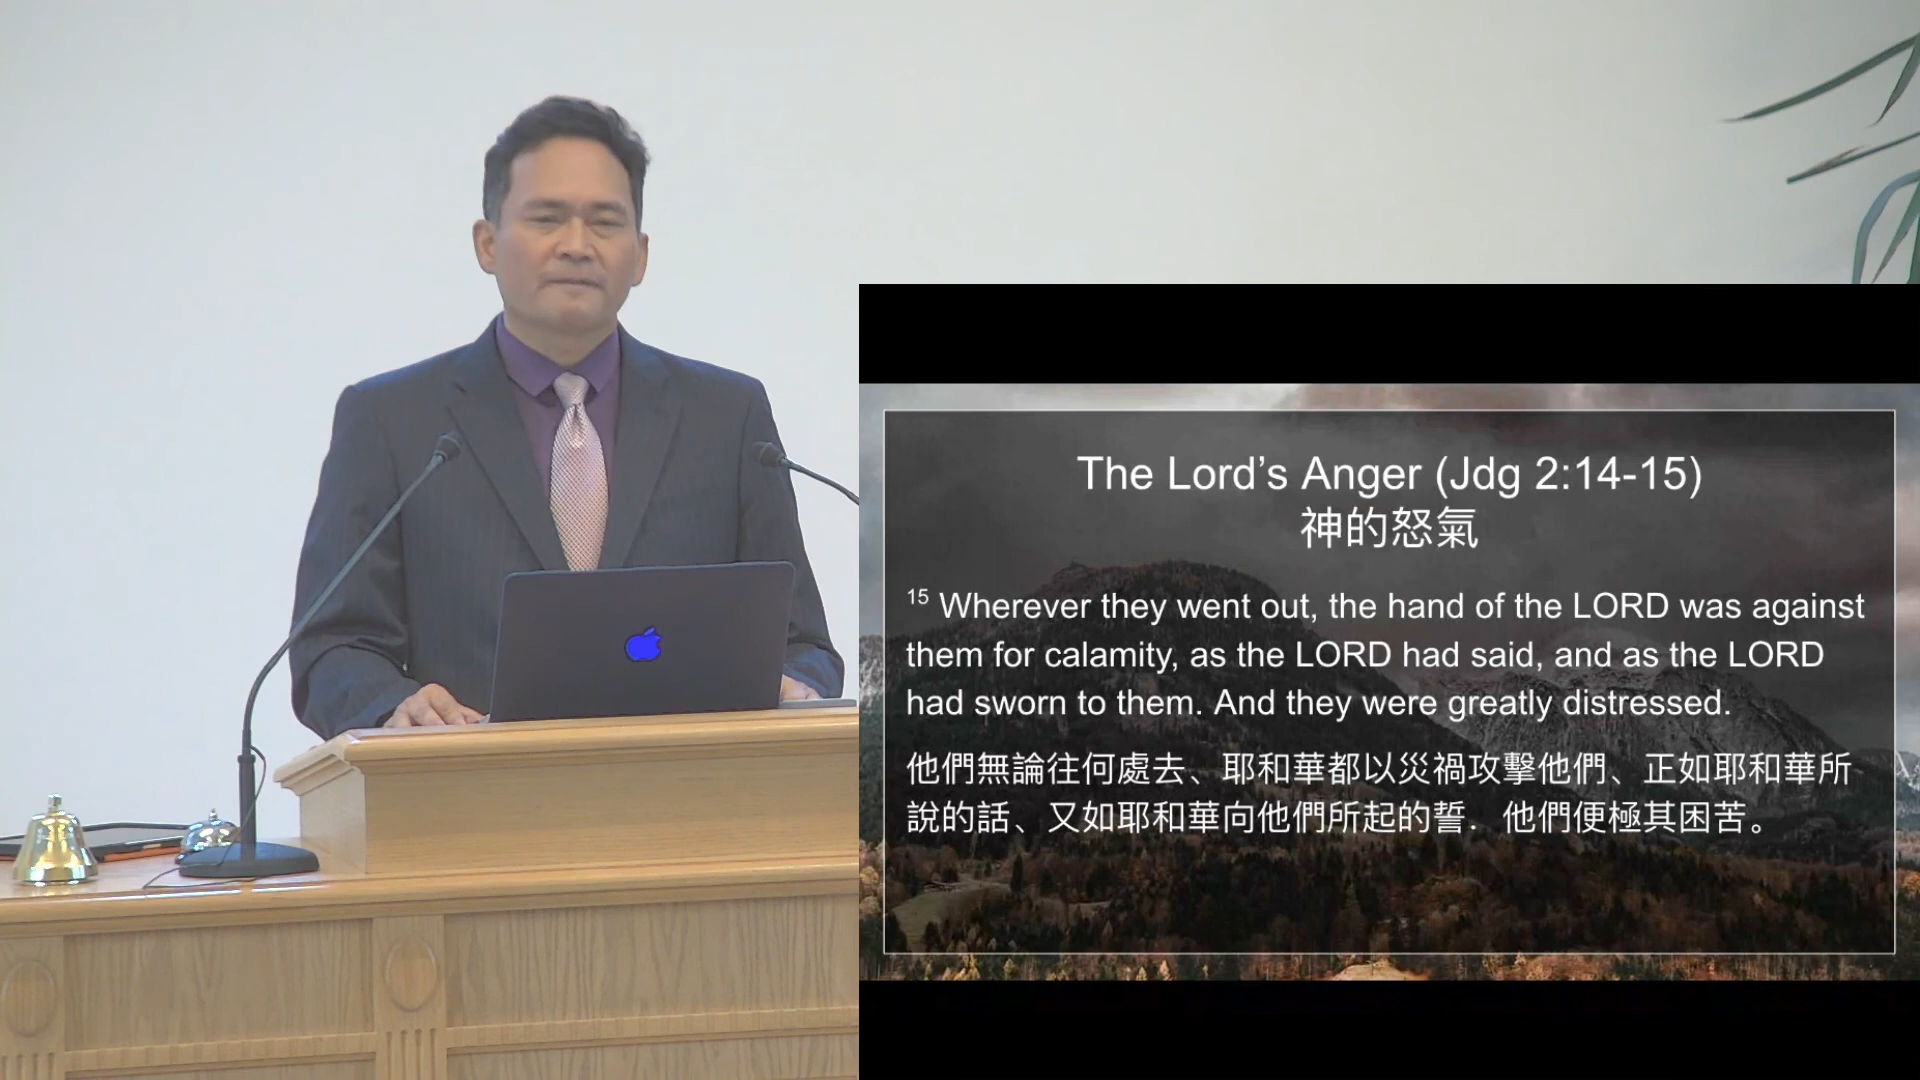 The Lord’s Anger (Jdg 2:14-15)
神的怒氣
15 Wherever they went out, the hand of the LORD was against
them for calamity, as the LORD had said, and as the LORD
had sworn to them. And they were greatly distressed.
他們無論往何處去、耶和華都以災禍攻擊他們、正如耶和華所
說的話、又如耶和華向他們所起的誓．他們便極其困苦。